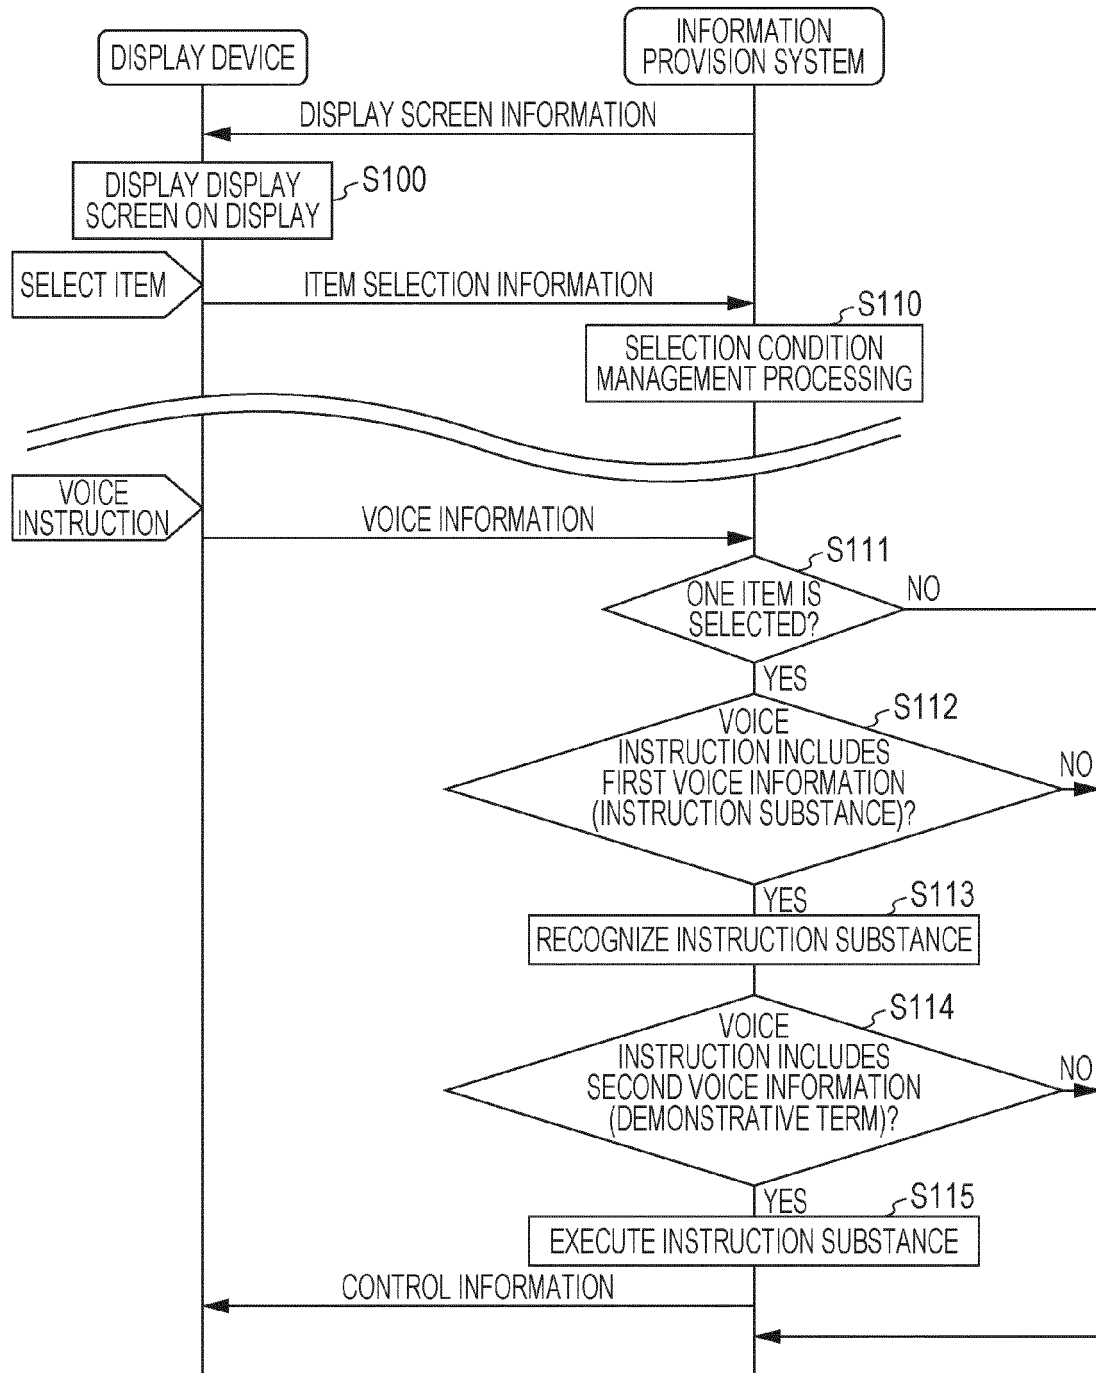 DISPLAY DEVICE
INFORMATION
PROVISION SYSTEM
DISPLAY SCREEN INFORMATION
DISPLAY DISPLAY
SCREEN ON DISPLAY
S100
SELECT ITEM
ITEM SELECTION INFORMATION
S110
SELECTION CONDITION
MANAGEMENT PROCESSING
VOICE
INSTRUCTION
VOICE INFORMATION
S111
ONE ITEM IS
SELECTED?
NO
YES
S112
VOICE
INSTRUCTION INCLUDES
FIRST VOICE INFORMATION
(INSTRUCTION SUBSTANCE)?
NO
YES
S113
RECOGNIZE INSTRUCTION SUBSTANCE
S114
VOICE
INSTRUCTION INCLUDES
SECOND VOICE INFORMATION
(DEMONSTRATIVE TERM)?
NO
YES
S115
EXECUTE INSTRUCTION SUBSTANCE
CONTROL INFORMATION